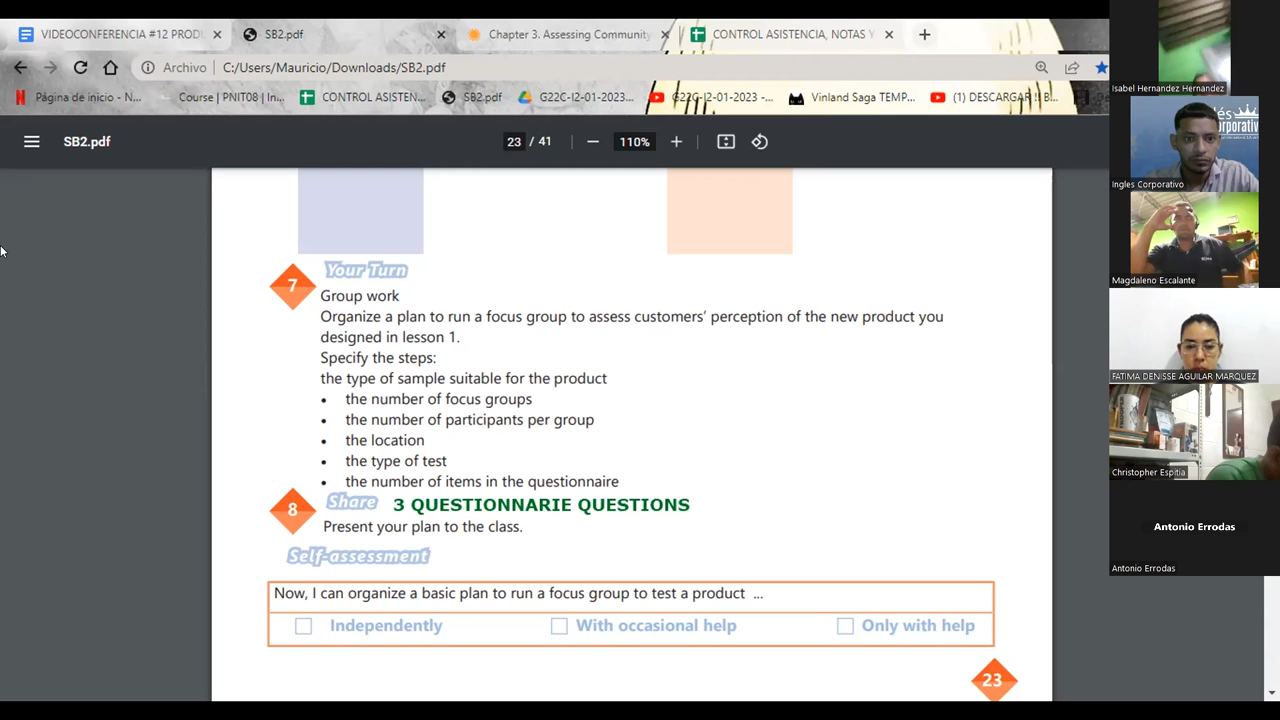 VIDEOCONFERENCIA #12 PRODU
SB2.pdf
Chapter 3. Assessing Community
CONTROL ASISTENCIA, NOTAS Y
Archivo
C:/Users/Mauricio/Downloads/SB2.pdf
Página de inicio - N...
Course | PNIT08 | In...
CONTROL ASISTEN...
SB2.pdf
G22C-I2-01-2023...
G22C-I2-01-2023 -...
Vinland Saga TEMP...
(1) DESCARGAR !! B...
SB2.pdf
23 / 41
110%
7
Your Turn
Group work
Organize a plan to run a focus group to assess customers' perception of the new product you
designed in lesson 1.
Specify the steps:
the type of sample suitable for the product
• the number of focus groups
• the number of participants per group
• the location
• the type of test
• the number of items in the questionnaire
8
Share
3 QUESTIONNARIE QUESTIONS
Present your plan to the class.
Self-assessment
Now, I can organize a basic plan to run a focus group to test a product ...
Independently
With occasional help
Only with help
23
Isabel Hernandez Hernandez
Ingles Corporativo
Magdaleno Escalante
FATIMA DENISSE AGUILAR MARQUEZ
Christopher Espitia
Antonio Errodas
Antonio Errodas